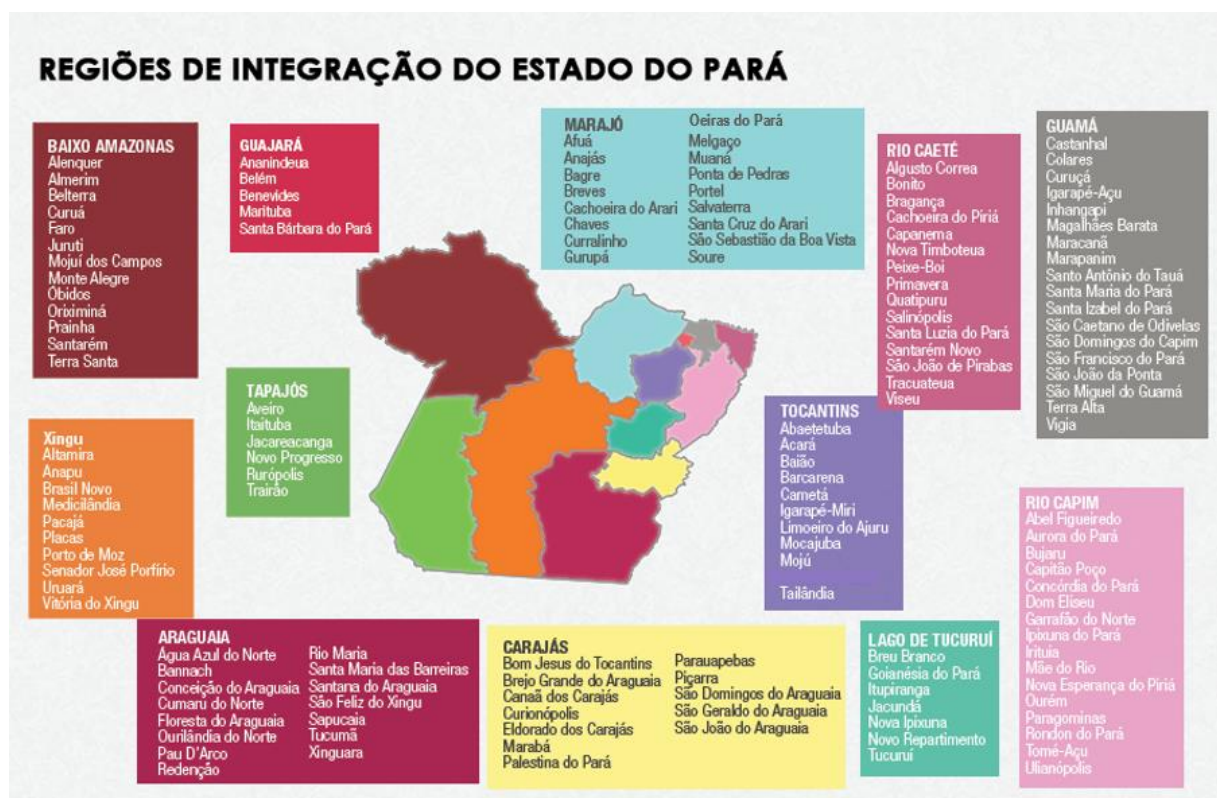 REGIÕES DE INTEGRAÇÃO DO ESTADO DO PARÁ
BAIXO AMAZONAS
Alenquer
Almerim
Belterra
Curuá
Faro
Juruti
Mojuí dos Campos
Monte Alegre
Óbidos
Oriximiná
Prainha
Santarém
Terra Santa
GUAJARÁ
Ananindeua
Belém
Benevides
Marituba
Santa Bárbara do Pará
MARAJÓ
Afuá
Anajás
Bagre
Breves
Cachoeira do Arari
Chaves
Curralinho
Gurupá
Oeiras do Pará
Melgaço
Muaná
Ponta de Pedras
Portel
Salvaterra
Santa Cruz do Arari
São Sebastião da Boa Vista
Soure
RIO CAETÉ
Algusto Correa
Bonito
Bragança
Cachoeira do Piriá
Capanema
Nova Timboteua
Peixe-Boi
Primavera
Quatipuru
Salinópolis
Santa Luzia do Pará
Santarém Novo
São João de Pirabas
Tracuateua
Viseu
GUAMÁ
Castanhal
Colares
Curuçá
Igarapé-Açu
Inhangapi
Magalhães Barata
Maracanã
Marapanim
Santo Antônio do Tauá
Santa Maria do Pará
Santa Izabel do Pará
São Caetano de Odivelas
São Domingos do Capim
São Francisco do Pará
São João da Ponta
São Miguel do Guamá
Terra Alta
Vigia
TAPAJÓS
Aveiro
Itaituba
Jacareacanga
Novo Progresso
Rurópolis
Trairão
Xingu
Altamira
Anapu
Brasil Novo
Medicilândia
Pacajá
Placas
Porto de Moz
Senador José Porfírio
Uruará
Vitória do Xingu
TOCANTINS
Abaetetuba
Acará
Baião
Barcarena
Cametá
Igarapé-Miri
Limoeiro do Ajuru
Mocajuba
Mojú
Tailândia
RIO CAPIM
Abel Figueiredo
Aurora do Pará
Bujaru
Capitão Poço
Concórdia do Pará
Dom Eliseu
Garrafão do Norte
Ipixuna do Pará
Irituia
Mãe do Rio
Nova Esperança do Piriá
Ourém
Paragominas
Rondon do Pará
Tomé-Açu
Ulianópolis
ARAGUAIA
Água Azul do Norte
Bannach
Conceição do Araguaia
Cumaru do Norte
Floresta do Araguaia
Ourilândia do Norte
Pau D'Arco
Redenção
Rio Maria
Santa Maria das Barreiras
Santana do Araguaia
São Feliz do Xingu
Sapucaia
Tucumã
Xinguara
CARAJÁS
Bom Jesus do Tocantins
Brejo Grande do Araguaia
Canaã dos Carajás
Curionópolis
Eldorado dos Carajás
Marabá
Palestina do Pará
Parauapebas
Piçarra
São Domingos do Araguaia
São Geraldo do Araguaia
São João do Araguaia
LAGO DE TUCURUÍ
Breu Branco
Goianésia do Pará
Itupiranga
Jacundá
Nova Ipixuna
Novo Repartimento
Tucuruí